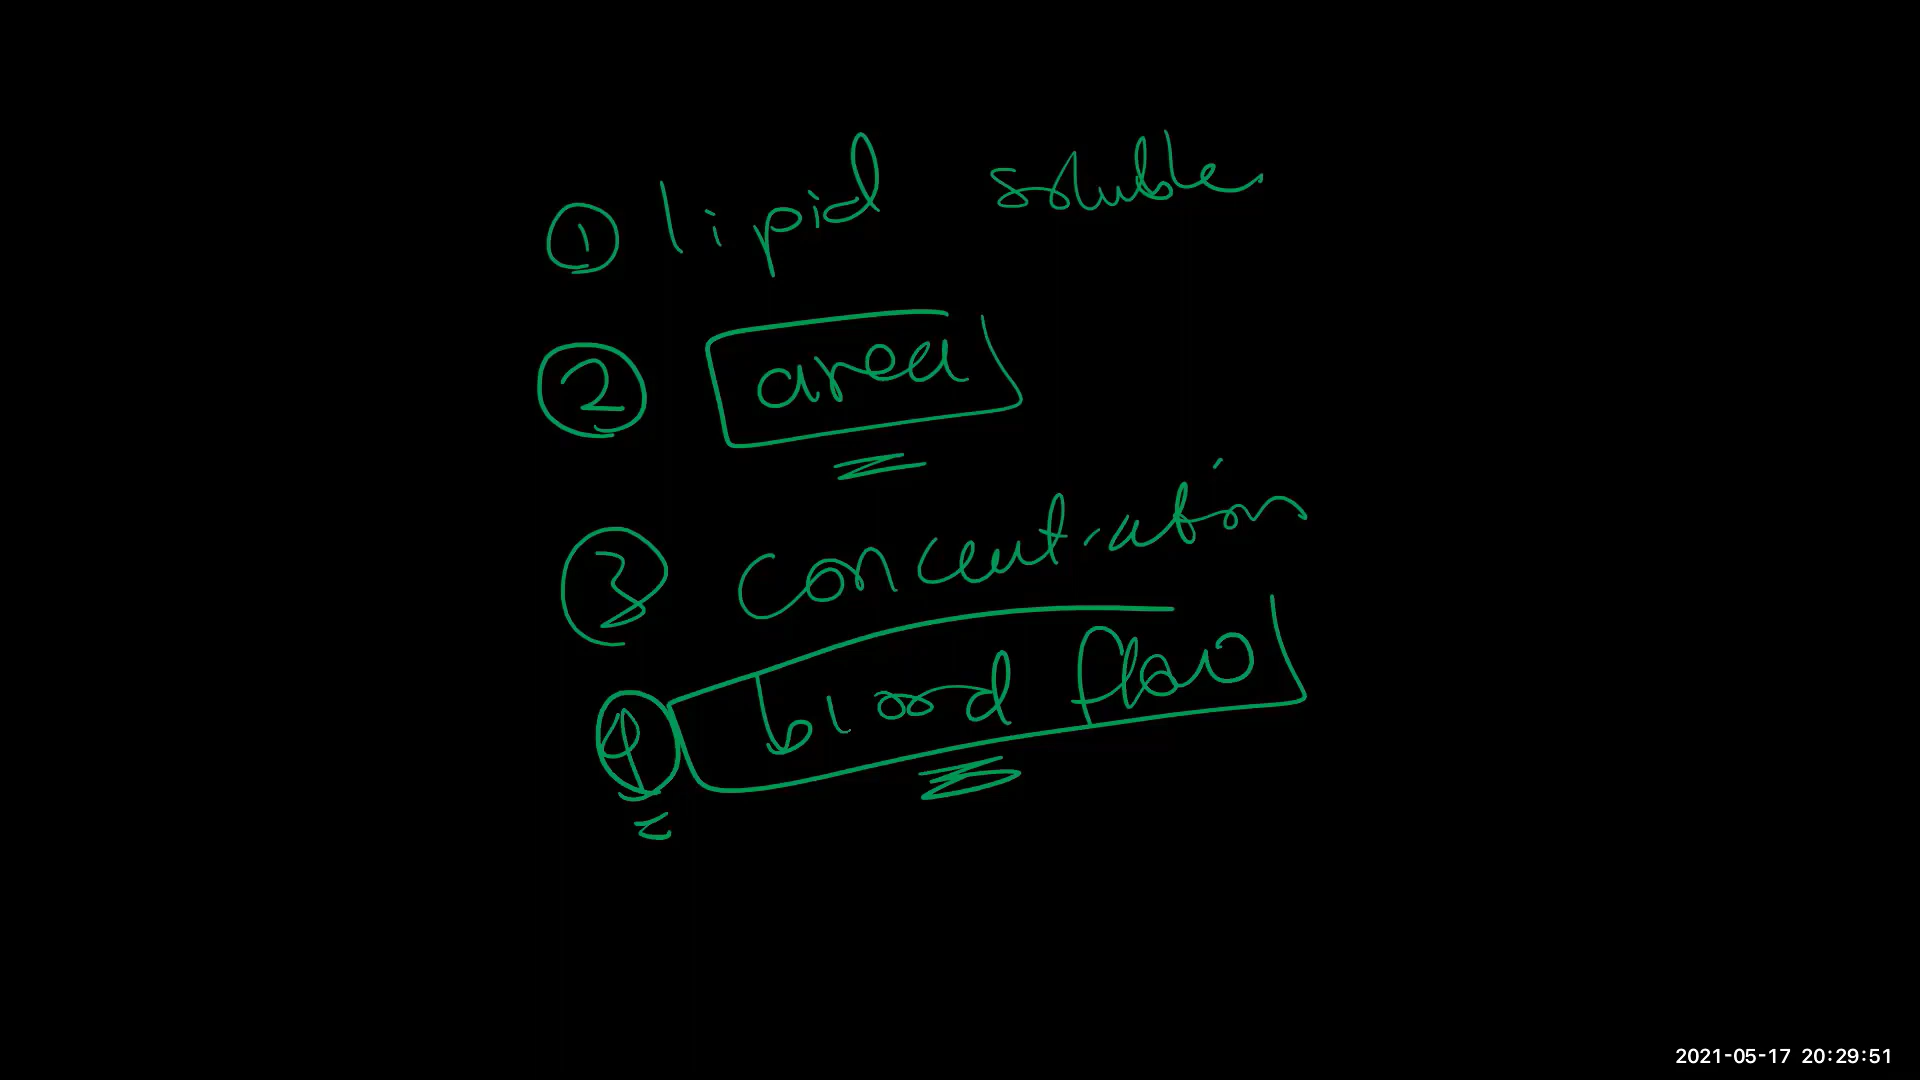 ① lipid soluble
② area
③ concentration
④ blood flow
2021-05-17 20:29:51